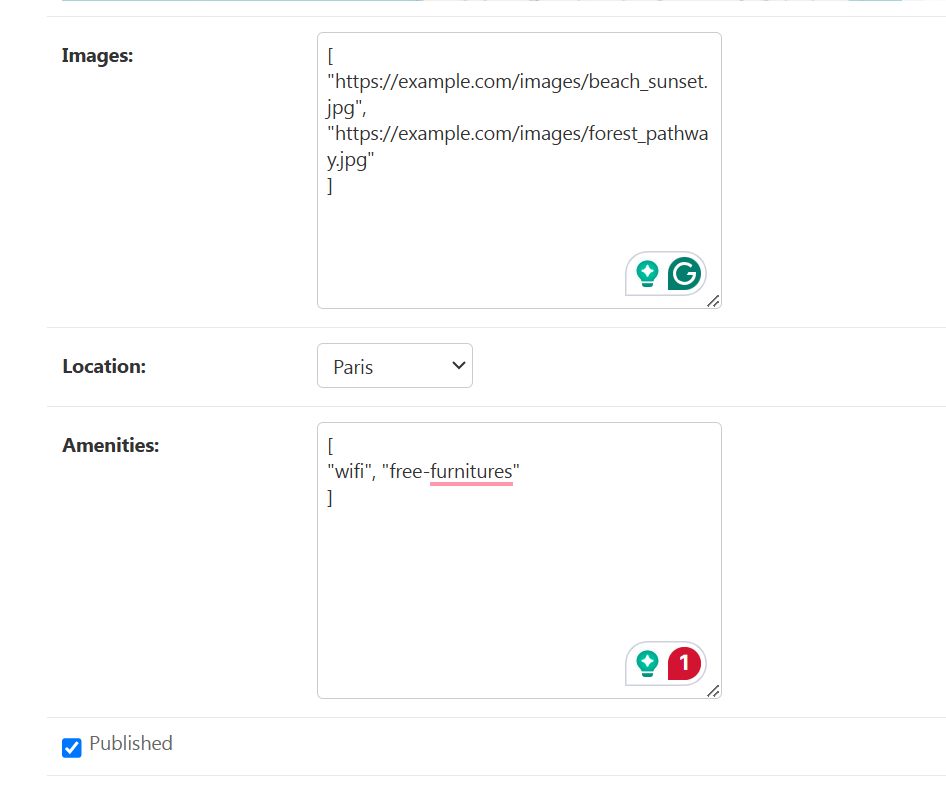 Images:
[
"https://example.com/images/beach_sunset.
jpg",
"https://example.com/images/forest_pathwa
y.jpg"
]
G
Location:
Paris
Amenities:
[
"wifi", "free-furnitures"
]
1
Published